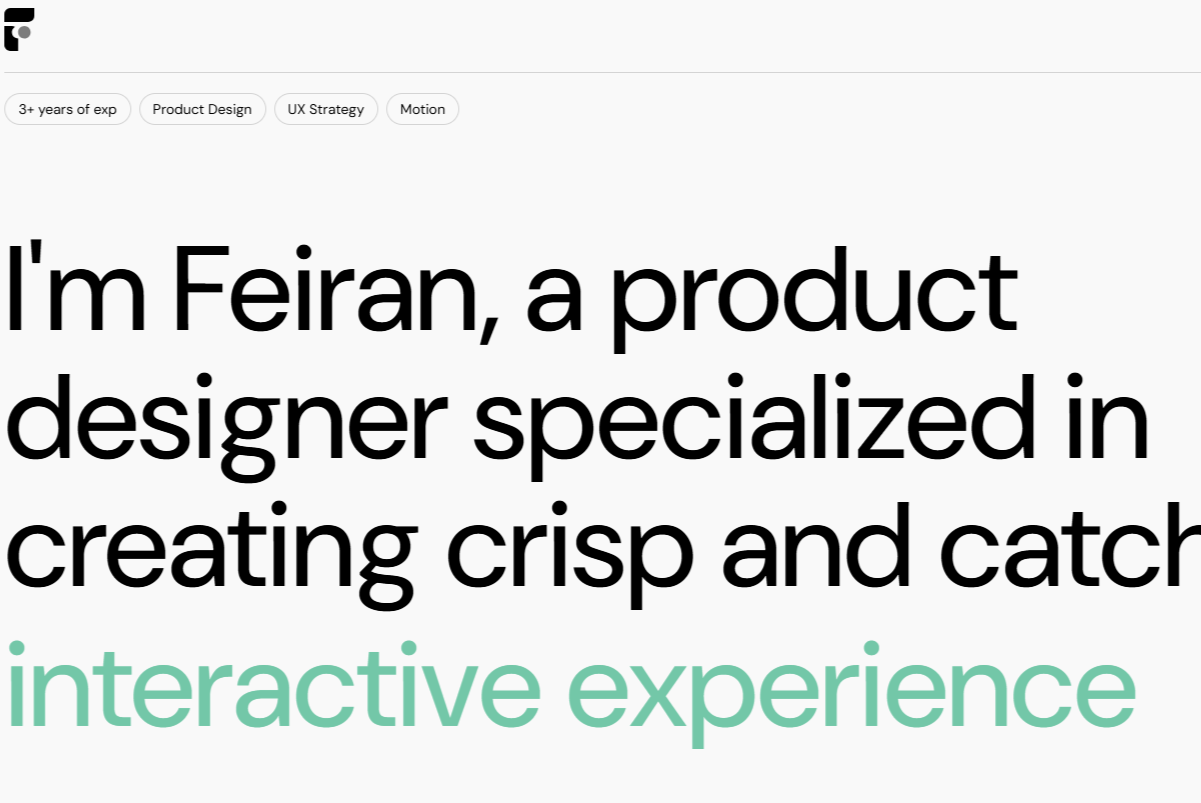 3+ years of exp
Product Design
UX Strategy
Motion
I'm Feiran, a product
designer specialized in
creating crisp and catch
interactive experience